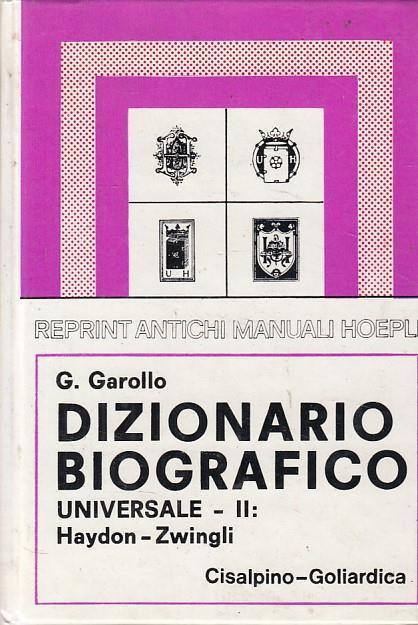 U H
U H
REPRINT ANTICHI MANUALI HOEPLI
G. Garollo
DIZIONARIO
BIOGRAFICO
UNIVERSALE - II:
Haydon - Zwingli
Cisalpino - Goliardica